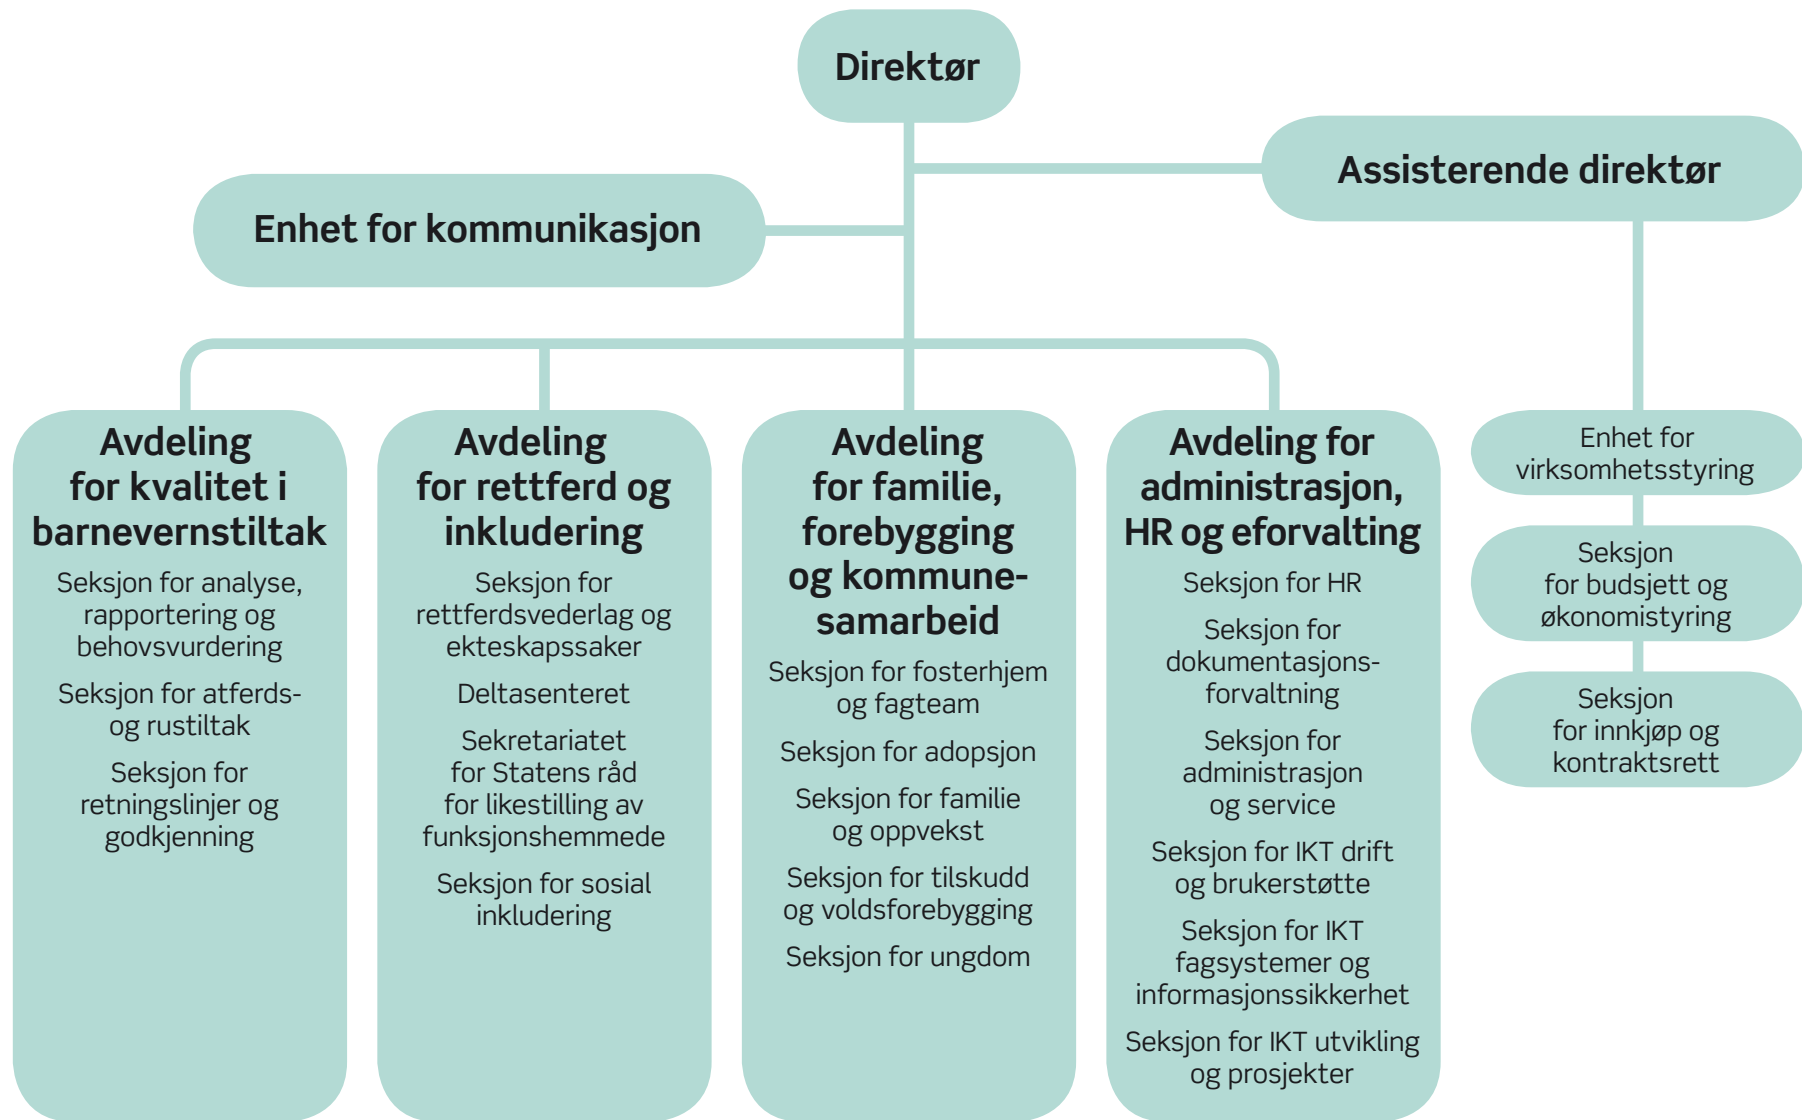 Direktør
Assisterende direktør
Enhet for kommunikasjon
Avdeling
for kvalitet i
barnevernstiltak
Seksjon for analyse,
rapportering og
behovsvurdering
Seksjon for atferds-
og rustiltak
Seksjon for
retningslinjer og
godkjenning
Avdeling
for rettferd og
inkludering
Seksjon for
rettferdsvederlag og
ekteskapssaker
Deltasenteret
Sekretariatet
for Statens råd
for likestilling av
funksjonshemmede
Seksjon for sosial
inkludering
Avdeling
for familie,
forebygging
og kommune-
samarbeid
Seksjon for fosterhjem
og fagteam
Seksjon for adopsjon
Seksjon for familie
og oppvekst
Seksjon for tilskudd
og voldsforebygging
Seksjon for ungdom
Avdeling for
administrasjon,
HR og eforvalting
Seksjon for HR
Seksjon for
dokumentasjons-
forvaltning
Seksjon for
administrasjon
og service
Seksjon for IKT drift
og brukerstøtte
Seksjon for IKT
fagsystemer og
informasjonssikkerhet
Seksjon for IKT utvikling
og prosjekter
Enhet for
virksomhetsstyring
Seksjon
for budsjett og
økonomistyring
Seksjon
for innkjøp og
kontraktsrett